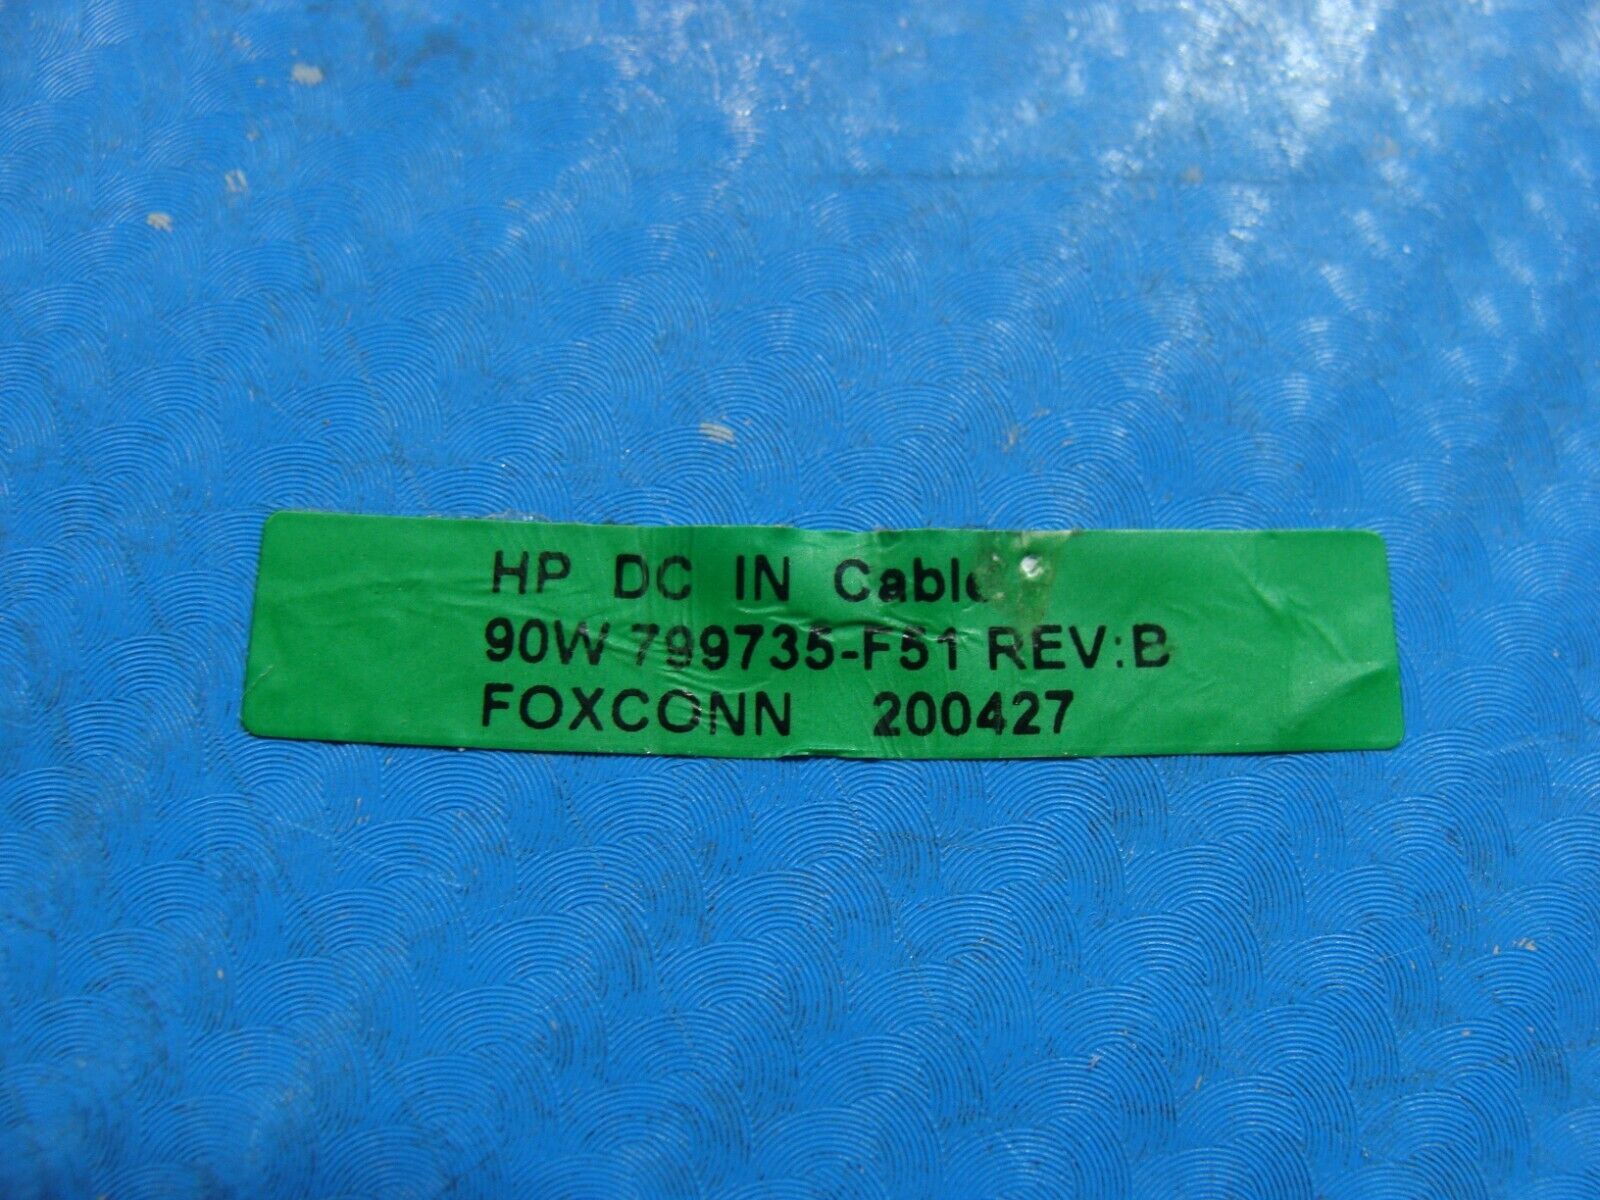 HP DC IN Cable
90W 799735-F51 REV:B
FOXCONN 200427